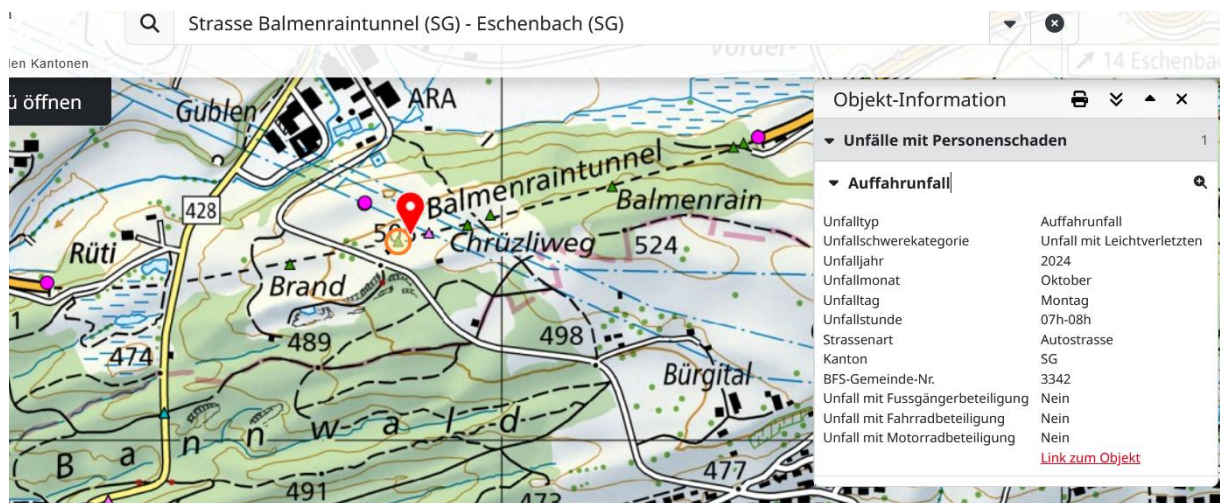 Strasse Balmenraintunnel (SG) - Eschenbach (SG)
Vorder-
14 Eschenba
len Kantonen
ü öffnen
Gublen
ARA
Balmenraintunnel
Balmenrain
428
Chrüzliweg
524
Rüti
Brand
489
498
474
Bürgital
B a n n w a l d
491
473
477
1
Objekt-Information
Unfälle mit Personenschaden 1
Auffahrunfall
Unfalltyp Auffahrunfall
Unfallschwerekategorie Unfall mit Leichtverletzten
Unfalljahr 2024
Unfallmonat Oktober
Unfalltag Montag
Unfallstunde 07h-08h
Strassenart Autostrasse
Kanton SG
BFS-Gemeinde-Nr. 3342
Unfall mit Fussgängerbeteiligung Nein
Unfall mit Fahrradbeteiligung Nein
Unfall mit Motorradbeteiligung Nein
Link zum Objekt